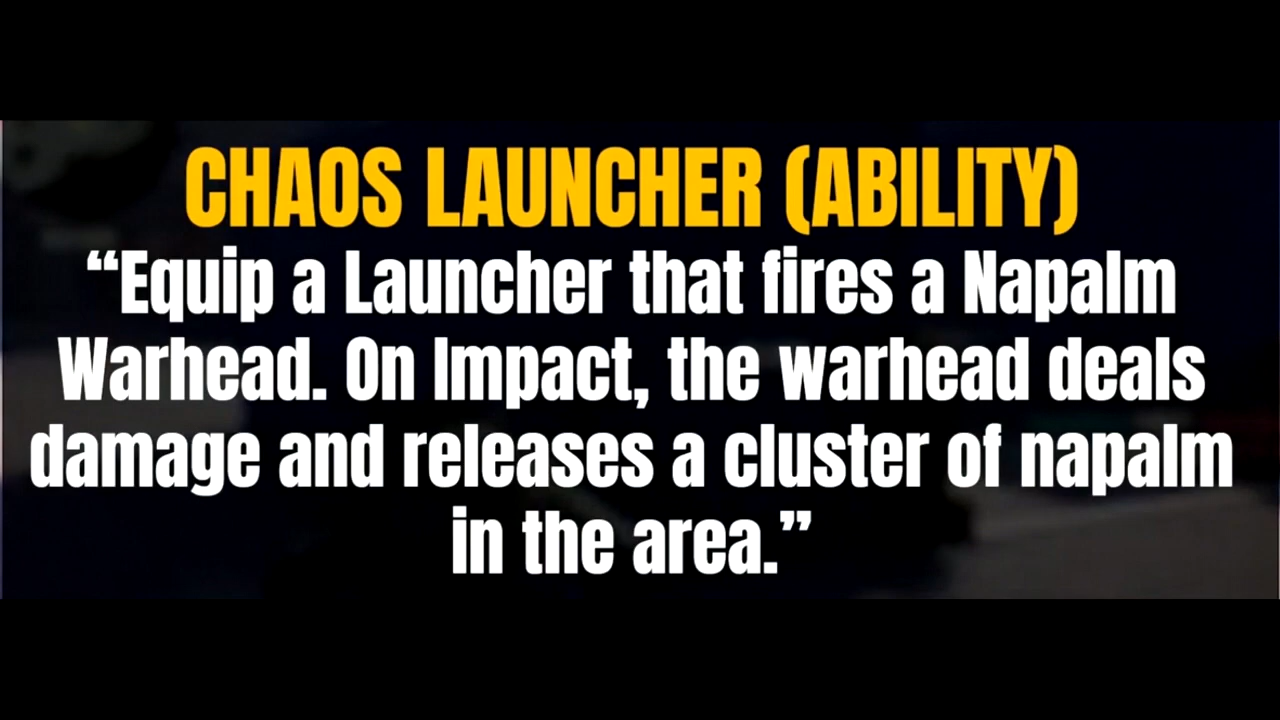 CHAOS LAUNCHER (ABILITY)
“Equip a Launcher that fires a Napalm
Warhead. On Impact, the warhead deals
damage and releases a cluster of napalm
in the area.”